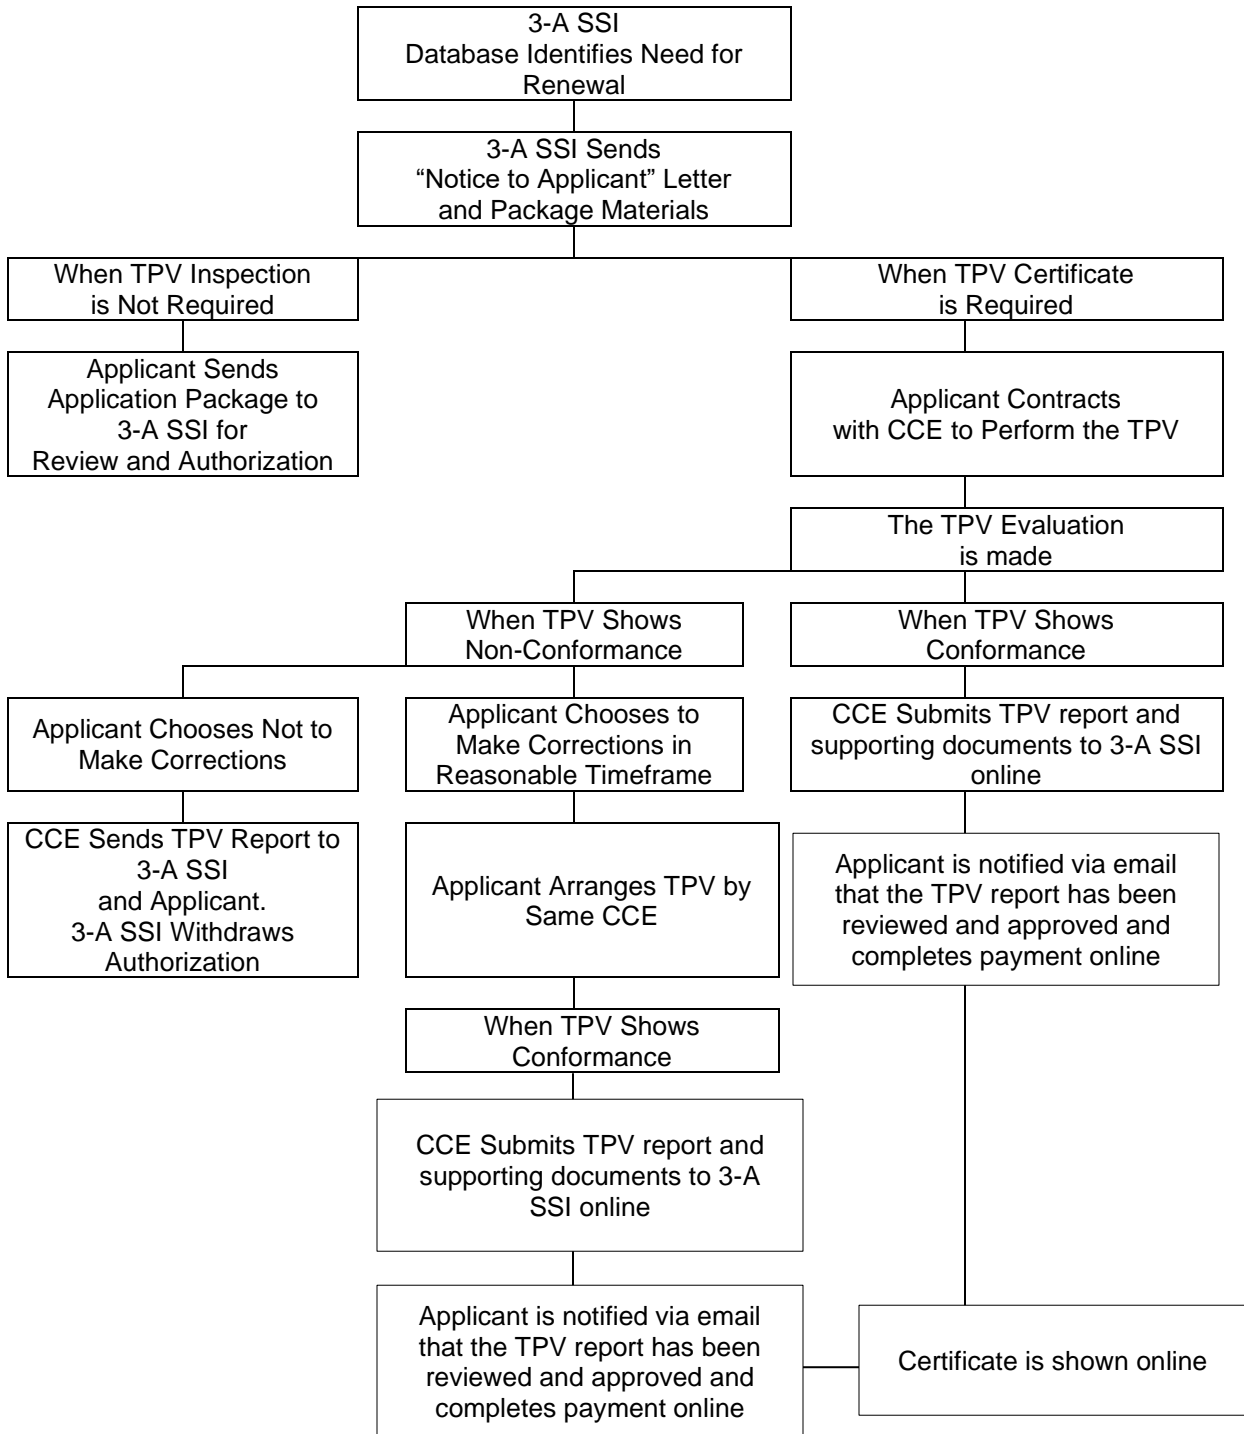 3-A SSI
Database Identifies Need for
Renewal
3-A SSI Sends
“Notice to Applicant” Letter
and Package Materials
When TPV Inspection
is Not Required
When TPV Certificate
is Required
Applicant Sends
Application Package to
3-A SSI for
Review and Authorization
Applicant Contracts
with CCE to Perform the TPV
The TPV Evaluation
is made
When TPV Shows
Non-Conformance
When TPV Shows
Conformance
Applicant Chooses Not to
Make Corrections
Applicant Chooses to
Make Corrections in
Reasonable Timeframe
CCE Submits TPV report and
supporting documents to 3-A SSI
online
CCE Sends TPV Report to
3-A SSI
and Applicant.
3-A SSI Withdraws
Authorization
Applicant Arranges TPV by
Same CCE
Applicant is notified via email
that the TPV report has been
reviewed and approved and
completes payment online
When TPV Shows
Conformance
CCE Submits TPV report and
supporting documents to 3-A
SSI online
Applicant is notified via email
that the TPV report has been
reviewed and approved and
completes payment online
Certificate is shown online